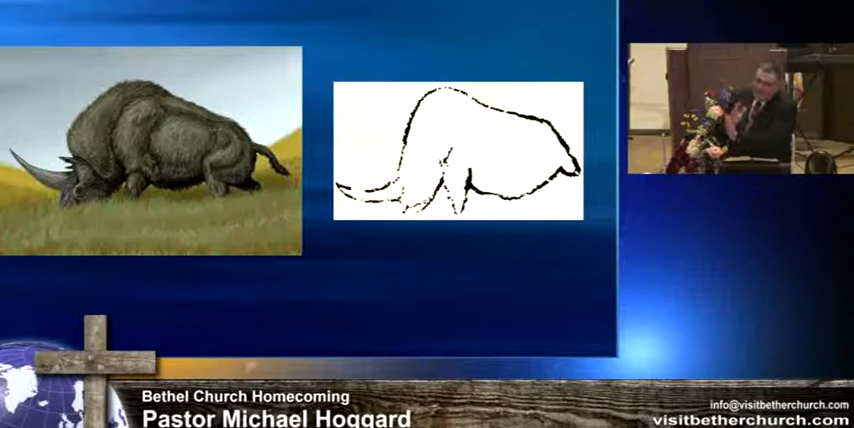 Bethel Church Homecoming
Pastor Michael Hoggard
info@visitbetherchurch.com
visitbetherchurch.com